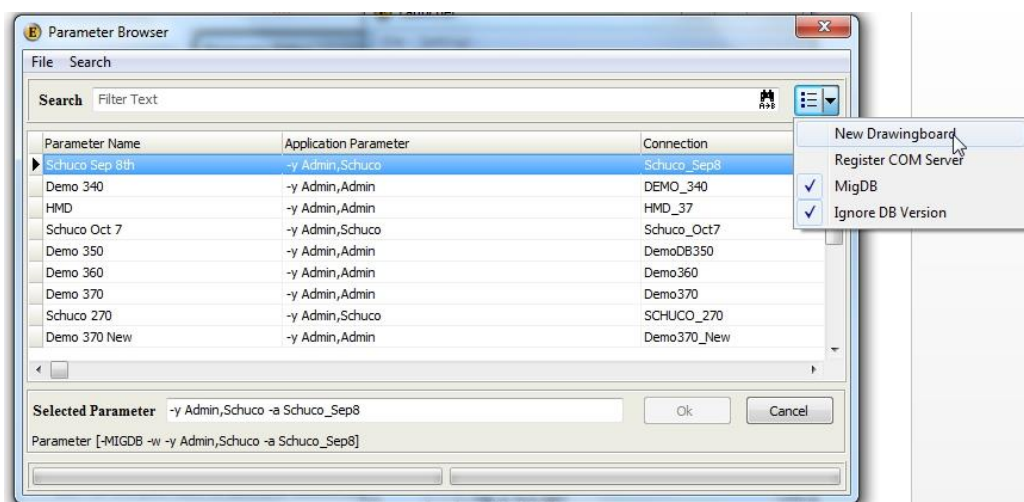 Parameter Browser
File Search
Search Filter Text
New Drawingboard
Register COM Server
MigDB
Ignore DB Version
Parameter Name Application Parameter Connection
Schuco Sep 8th -y Admin,Schuco Schuco_Sep8
Demo 340 -y Admin,Admin DEMO_340
HMD -y Admin,Admin HMD_37
Schuco Oct 7 -y Admin,Schuco Schuco_Oct7
Demo 350 -y Admin,Admin DemoDB350
Demo 360 -y Admin,Admin Demo360
Demo 370 -y Admin,Admin Demo370
Schuco 270 -y Admin,Schuco SCHUCO_270
Demo 370 New -y Admin,Admin Demo370_New
Selected Parameter -y Admin,Schuco -a Schuco_Sep8 Ok Cancel
Parameter [-MIGDB -w -y Admin,Schuco -a Schuco_Sep8]